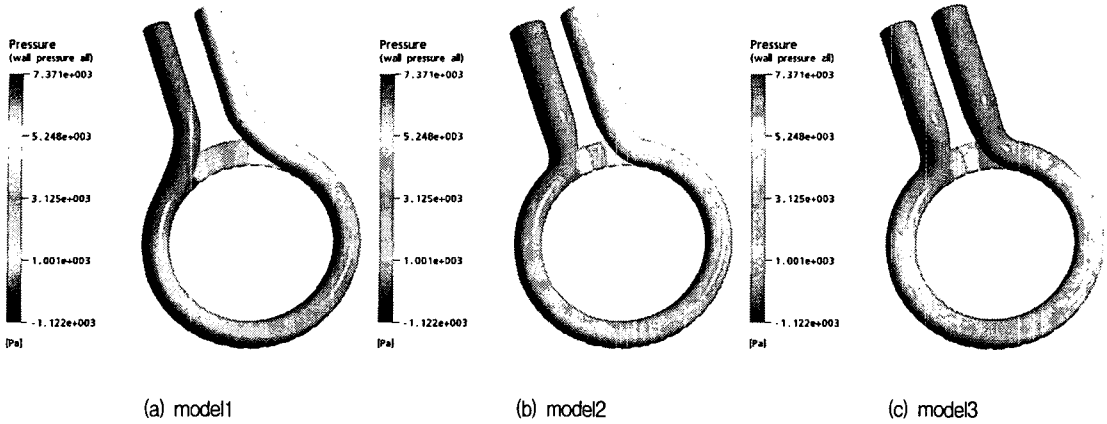 Pressure
(wall pressure all)
7.371e+003
5.248e+003
3.125e+003
1.001e+003
-1.122e+003
[Pa]
Pressure
(wall pressure all)
7.371e+003
5.248e+003
3.125e+003
1.001e+003
-1.122e+003
[Pa]
Pressure
(wall pressure all)
7.371e+003
5.248e+003
3.125e+003
1.001e+003
-1.122e+003
[Pa]
(a) model1
(b) model2
(c) model3